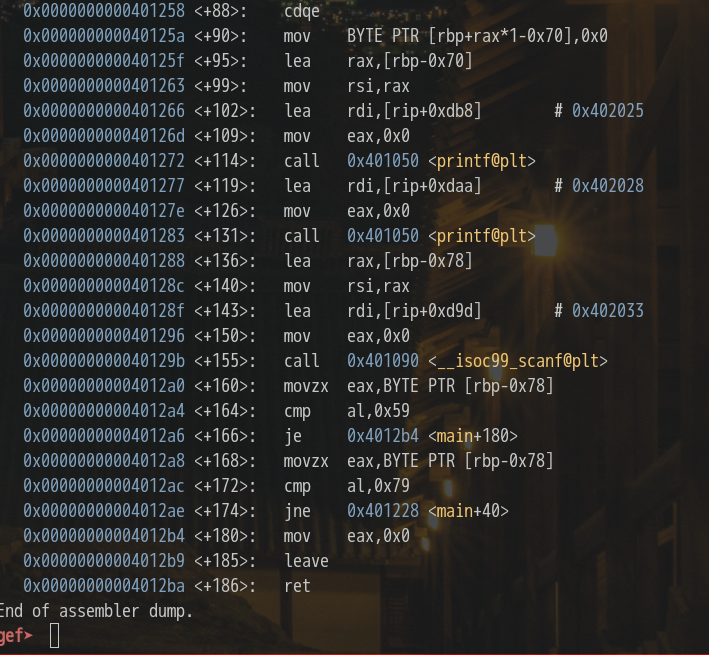 0x0000000000401258 <+88>: cdqe
0x000000000040125a <+90>: mov BYTE PTR [rbp+rax*1-0x70],0x0
0x000000000040125f <+95>: lea rax,[rbp-0x70]
0x0000000000401263 <+99>: mov rsi,rax
0x0000000000401266 <+102>: lea rdi,[rip+0xdb8] # 0x402025
0x000000000040126d <+109>: mov eax,0x0
0x0000000000401272 <+114>: call 0x401050 <printf@plt>
0x0000000000401277 <+119>: lea rdi,[rip+0xdaa] # 0x402028
0x000000000040127e <+126>: mov eax,0x0
0x0000000000401283 <+131>: call 0x401050 <printf@plt>
0x0000000000401288 <+136>: lea rax,[rbp-0x78]
0x000000000040128c <+140>: mov rsi,rax
0x000000000040128f <+143>: lea rdi,[rip+0xd9d] # 0x402033
0x0000000000401296 <+150>: mov eax,0x0
0x000000000040129b <+155>: call 0x401090 <__isoc99_scanf@plt>
0x00000000004012a0 <+160>: movzx eax,BYTE PTR [rbp-0x78]
0x00000000004012a4 <+164>: cmp al,0x59
0x00000000004012a6 <+166>: je 0x4012b4 <main+180>
0x00000000004012a8 <+168>: movzx eax,BYTE PTR [rbp-0x78]
0x00000000004012ac <+172>: cmp al,0x79
0x00000000004012ae <+174>: jne 0x401228 <main+40>
0x00000000004012b4 <+180>: mov eax,0x0
0x00000000004012b9 <+185>: leave
0x00000000004012ba <+186>: ret
End of assembler dump.
gef➤